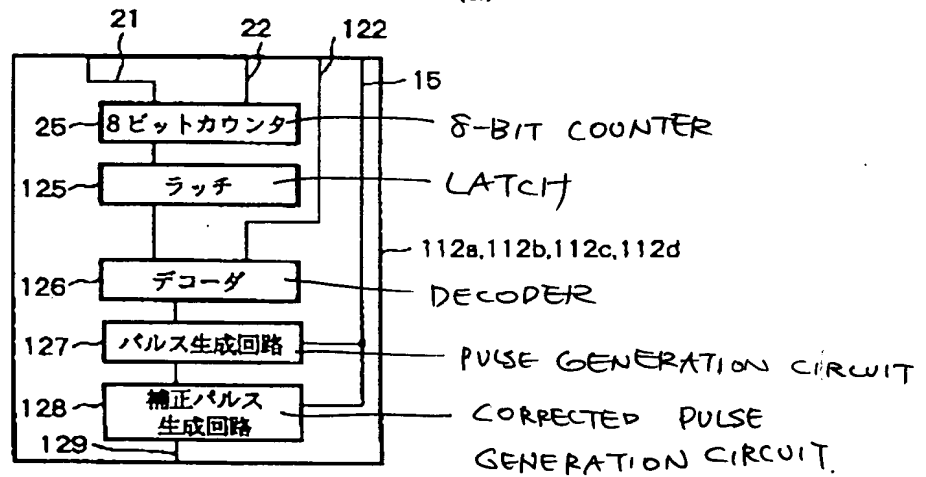 21
22
122
15
25 8ビットカウンタ 8-BIT COUNTER
125 ラッチ LATCH
112a,112b,112c,112d
126 デコーダ DECODER
127 パルス生成回路 PULSE GENERATION CIRCUIT
128 補正パルス CORRECTED PULSE
生成回路 GENERATION CIRCUIT.
129